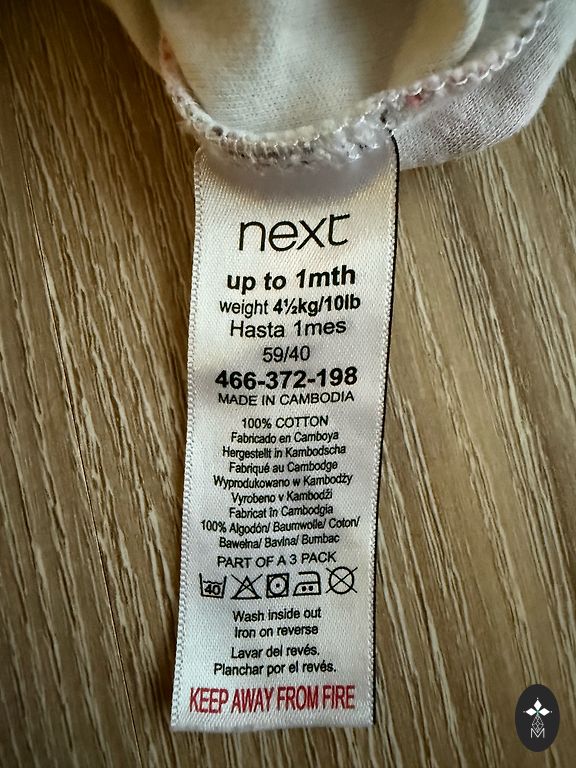 next
up to 1mth
weight 4½kg/10lb
Hasta 1mes
59/40
466-372-198
MADE IN CAMBODIA
100% COTTON
Fabricado en Camboya
Hergestellt in Kambodscha
Fabriqué au Cambodge
Wyprodukowano w Kambodży
Vyrobeno v Kambodži
Fabricat în Cambodgia
100% Algodón/ Baumwolle/ Coton/
Bawełna/ Bavlna/ Bumbac
PART OF A 3 PACK
40
Wash inside out
Iron on reverse
Lavar del revés.
Planchar por el revés.
KEEP AWAY FROM FIRE